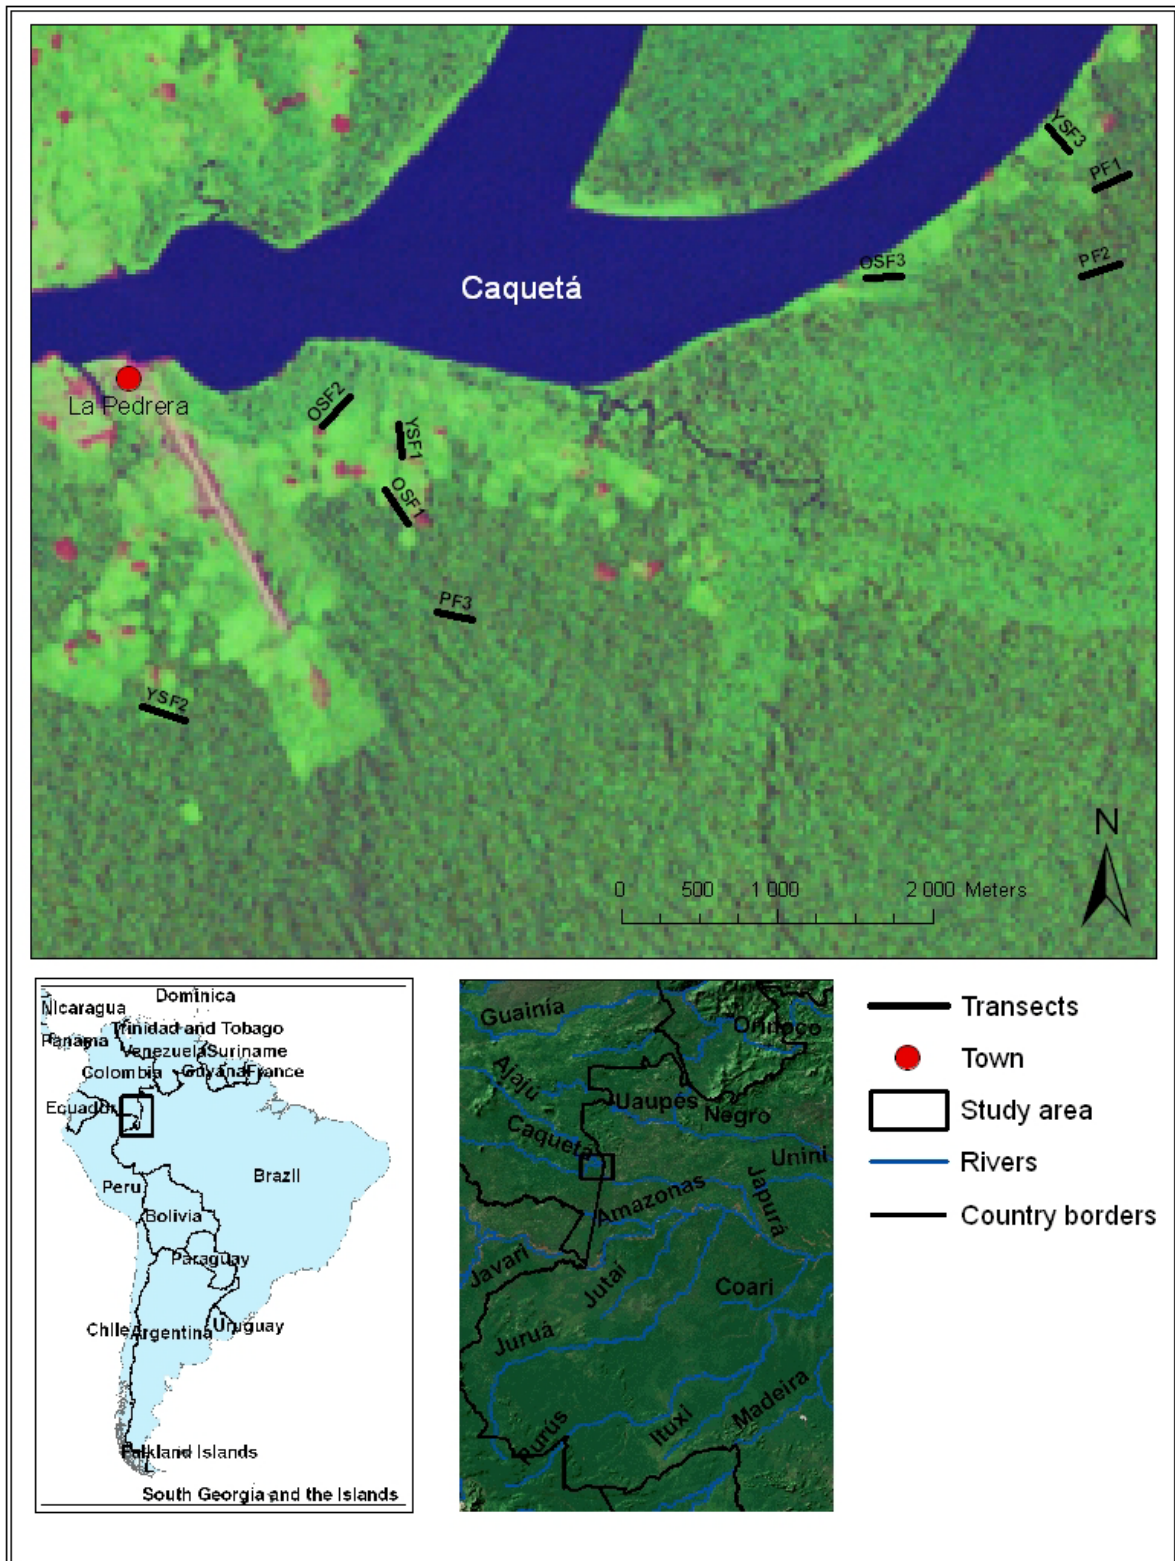 YSF3
PF1
PF2
OSF3
Caquetá
La Pedrera
OSF2
YSF1
OSF1
PF3
YSF2
N
0 500 1 000 2 000 Meters
Nicaragua
Dominica
Trinidad and Tobago
Panama
Venezuela
Suriname
Colombia
Guyana
France
Ecuador
Peru
Brazil
Bolivia
Paraguay
Chile
Argentina
Uruguay
Falkland Islands
South Georgia and the Islands
Guainía
Orinoco
Ajajú
Uaupés
Negro
Caquetá
Unini
Amazonas
Japurá
Javari
Jutaí
Coari
Juruá
Purús
Ituxi
Madeira
Transects
Town
Study area
Rivers
Country borders